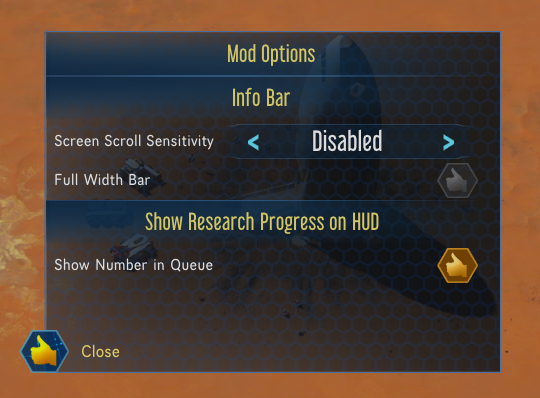 Mod Options
Info Bar
Screen Scroll Sensitivity < Disabled >
Full Width Bar
Show Research Progress on HUD
Show Number in Queue
Close